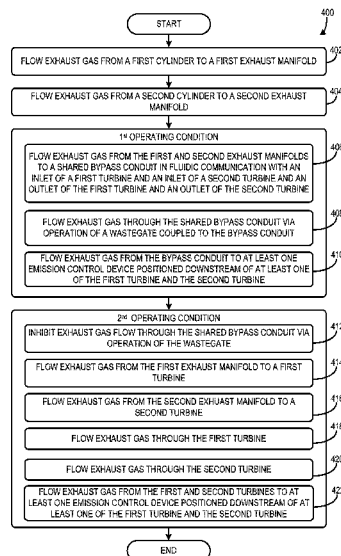 400
START
FLOW EXHAUST GAS FROM A FIRST CYLINDER TO A FIRST EXHAUST MANIFOLD
402
FLOW EXHAUST GAS FROM A SECOND CYLINDER TO A SECOND EXHAUST
MANIFOLD
404
1st OPERATING CONDITION
FLOW EXHAUST GAS FROM THE FIRST AND SECOND EXHAUST MANIFOLDS
TO A SHARED BYPASS CONDUIT IN FLUIDIC COMMUNICATION WITH AN
INLET OF A FIRST TURBINE AND AN INLET OF A SECOND TURBINE AND AN
OUTLET OF THE FIRST TURBINE AND AN OUTLET OF THE SECOND TURBINE
406
FLOW EXHAUST GAS THROUGH THE SHARED BYPASS CONDUIT VIA
OPERATION OF A WASTEGATE COUPLED TO THE BYPASS CONDUIT
408
FLOW EXHAUST GAS FROM THE BYPASS CONDUIT TO AT LEAST ONE
EMISSION CONTROL DEVICE POSITIONED DOWNSTREAM OF AT LEAST ONE
OF THE FIRST TURBINE AND THE SECOND TURBINE
410
2nd OPERATING CONDITION
INHIBIT EXHAUST GAS FLOW THROUGH THE SHARED BYPASS CONDUIT VIA
OPERATION OF THE WASTEGATE
412
FLOW EXHAUST GAS FROM THE FIRST EXHAUST MANIFOLD TO A FIRST
TURBINE
414
FLOW EXHAUST GAS FROM THE SECOND EXHUAST MANIFOLD TO A
SECOND TURBINE
416
FLOW EXHAUST GAS THROUGH THE FIRST TURBINE
418
FLOW EXHAUST GAS THROUGH THE SECOND TURBINE
420
FLOW EXHAUST GAS FROM THE FIRST AND SECOND TURBINES TO AT
LEAST ONE EMISSION CONTROL DEVICE POSITIONED DOWNSTREAM OF AT
LEAST ONE OF THE FIRST TURBINE AND THE SECOND TURBINE
422
END